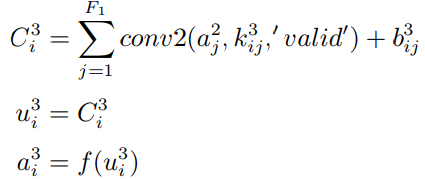 C_i^3 = \sum_{j=1}^{F_1} conv2(a_j^2, k_{ij}^3,' valid') + b_{ij}^3
u_i^3 = C_i^3
a_i^3 = f(u_i^3)